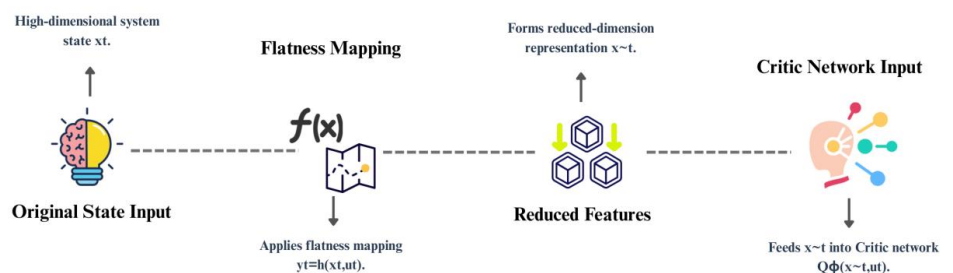 High-dimensional system
state xt.
Original State Input
Flatness Mapping
f(x)
Applies flatness mapping
yt=h(xt,ut).
Forms reduced-dimension
representation x~t.
Reduced Features
Critic Network Input
Feeds x~t into Critic network
Qϕ(x~t,ut).